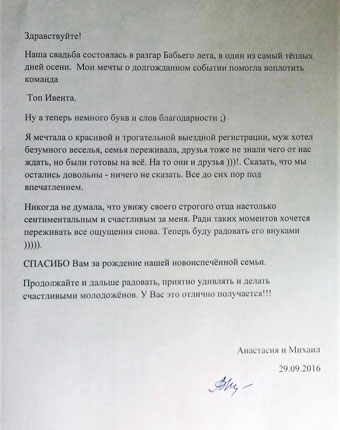 Здравствуйте!
Наша свадьба состоялась в разгар Бабьего лета, в один из самый тёплых
дней осени.  Мои мечты о долгожданном событии помогла воплотить
команда
Топ Ивента.
Ну а теперь немного букв и слов благодарности ;)
Я мечтала о красивой и трогательной выездной регистрации, муж хотел
безумного веселья, семья переживала, друзья тоже не знали чего от нас
ждать, но были готовы на всё. На то они и друзья )))!. Сказать, что мы
остались довольны - ничего не сказать. Все до сих пор под
впечатлением.
Никогда не думала, что увижу своего строгого отца настолько
сентиментальным и счастливым за меня. Ради таких моментов хочется
переживать все ощущения снова. Теперь буду радовать его внуками
))))).
СПАСИБО Вам за рождение нашей новоиспечённой семьи.
Продолжайте и дальше радовать, приятно удивлять и делать
счастливыми молодожёнов. У Вас это отлично получается!!!
Анастасия и Михаил
29.09.2016